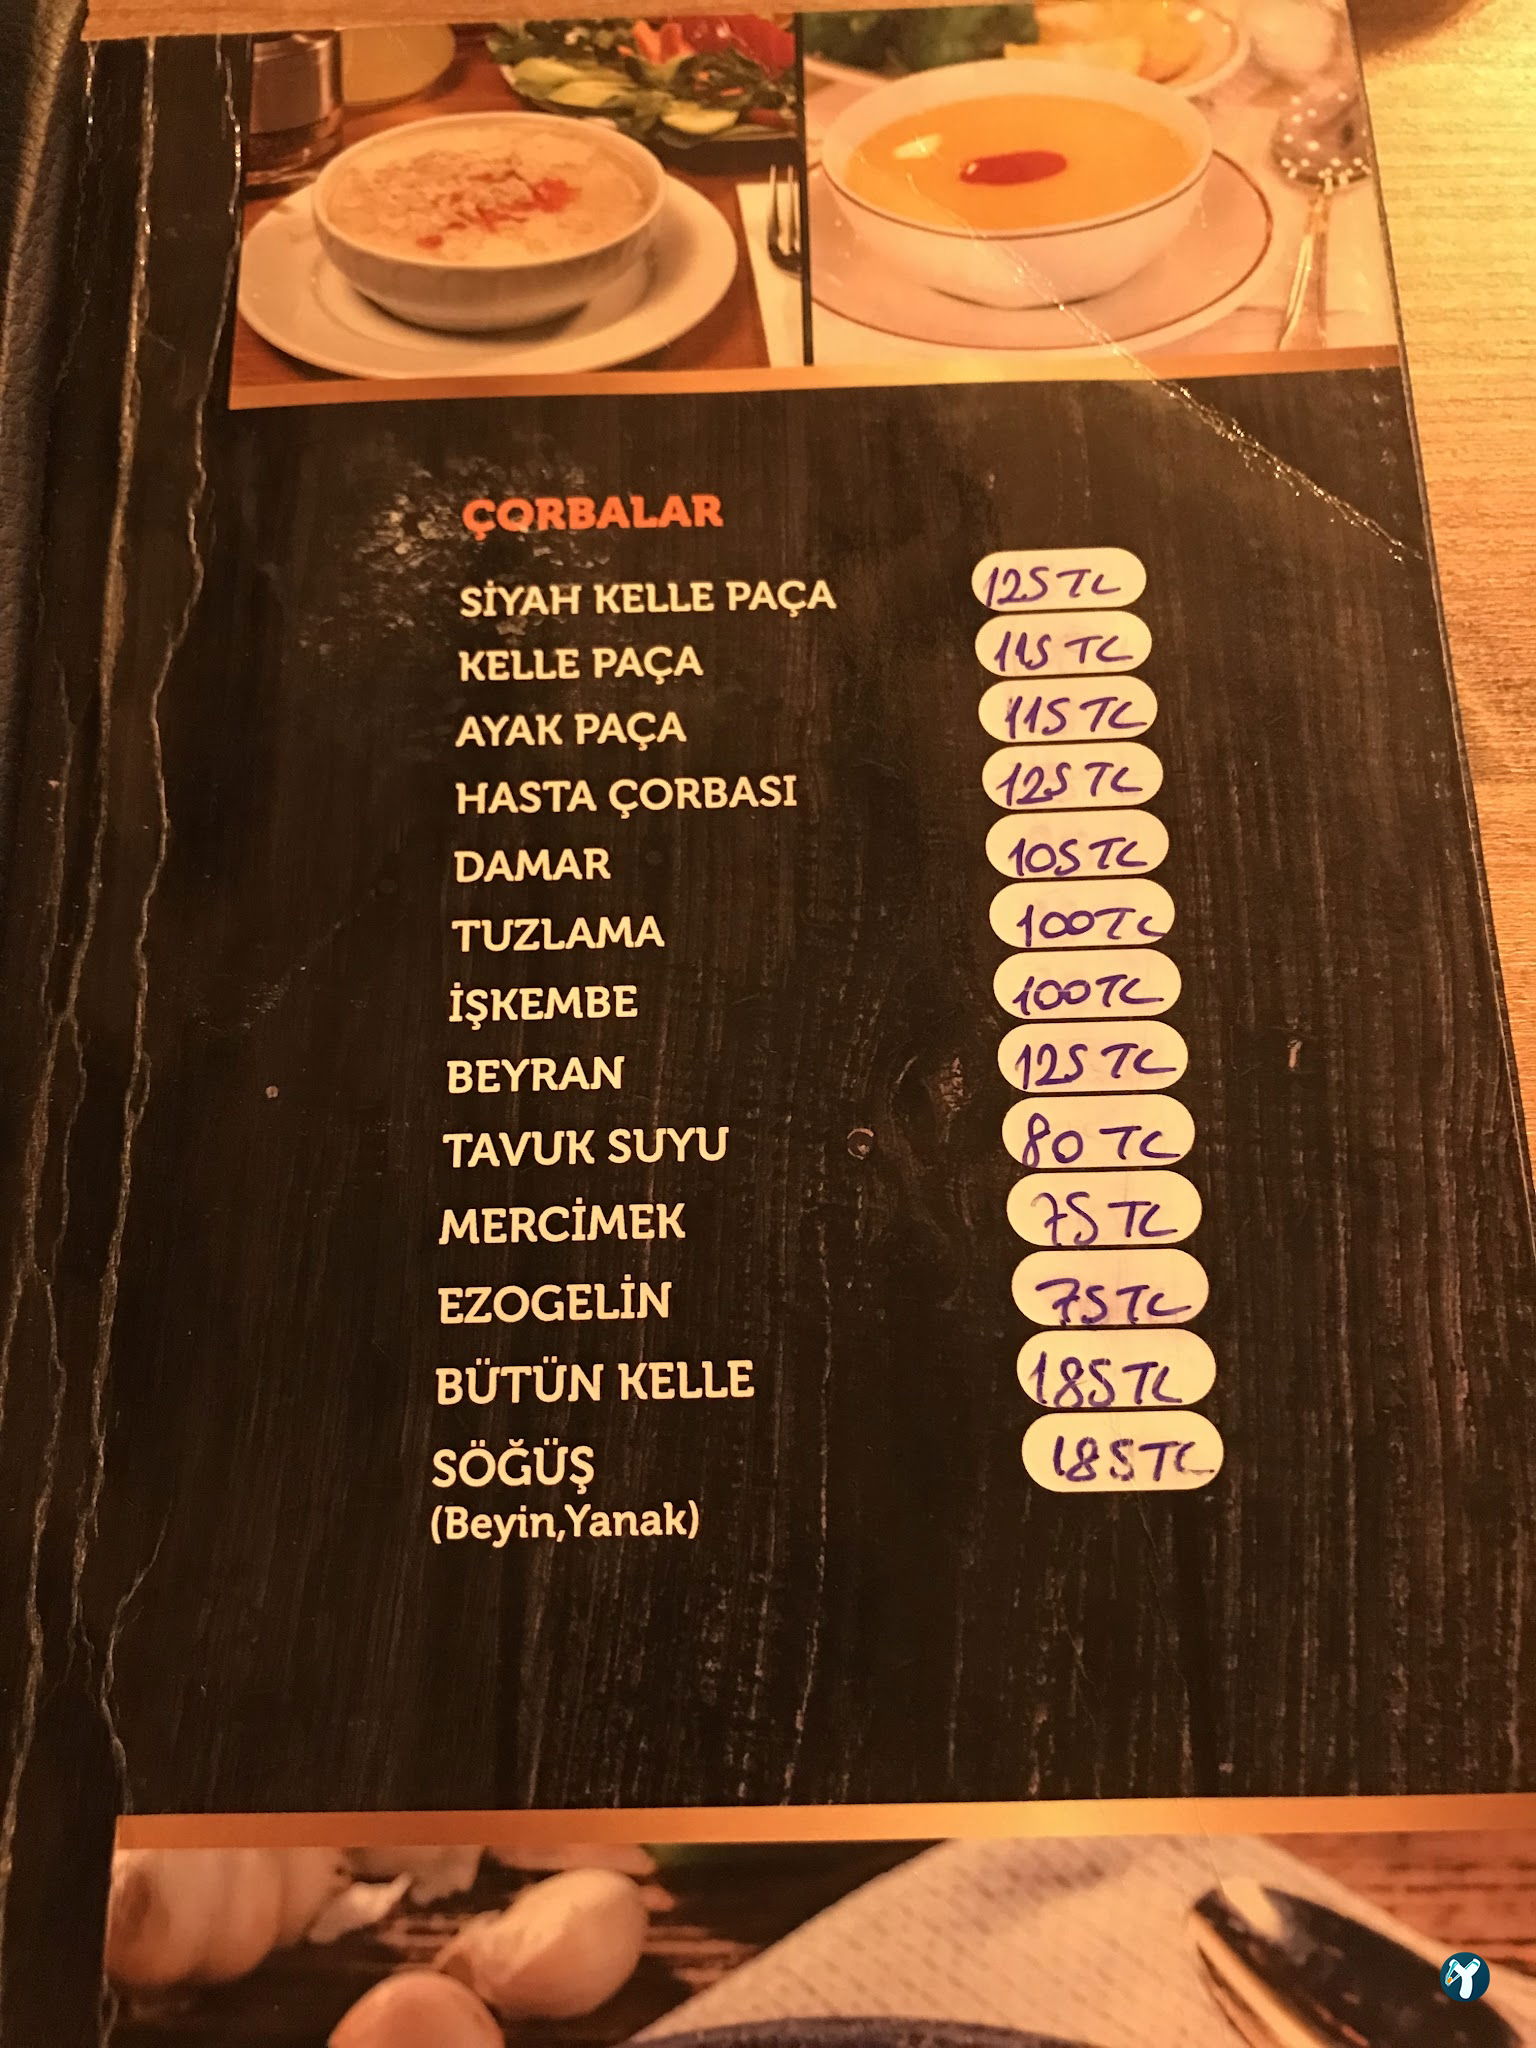 ÇORBALAR
SİYAH KELLE PAÇA 125 TL
KELLE PAÇA 115 TL
AYAK PAÇA 115 TL
HASTA ÇORBASI 125 TL
DAMAR 105 TL
TUZLAMA 100 TL
İŞKEMBE 100 TL
BEYRAN 125 TL
TAVUK SUYU 80 TL
MERCİMEK 75 TL
EZOGELİN 75 TL
BÜTÜN KELLE 185 TL
SÖĞÜŞ 185 TL
(Beyin,Yanak)